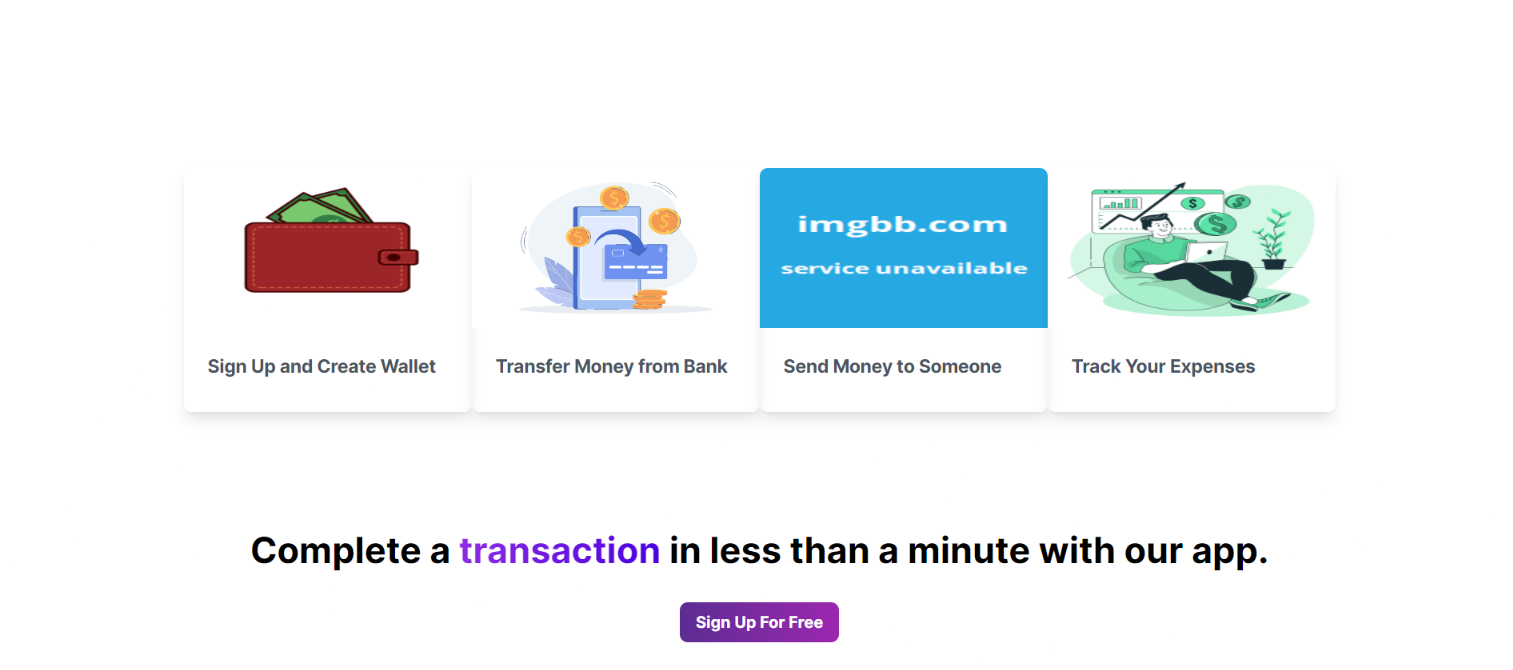 imgbb.com
service unavailable
Sign Up and Create Wallet
Transfer Money from Bank
Send Money to Someone
Track Your Expenses
Complete a transaction in less than a minute with our app.
Sign Up For Free